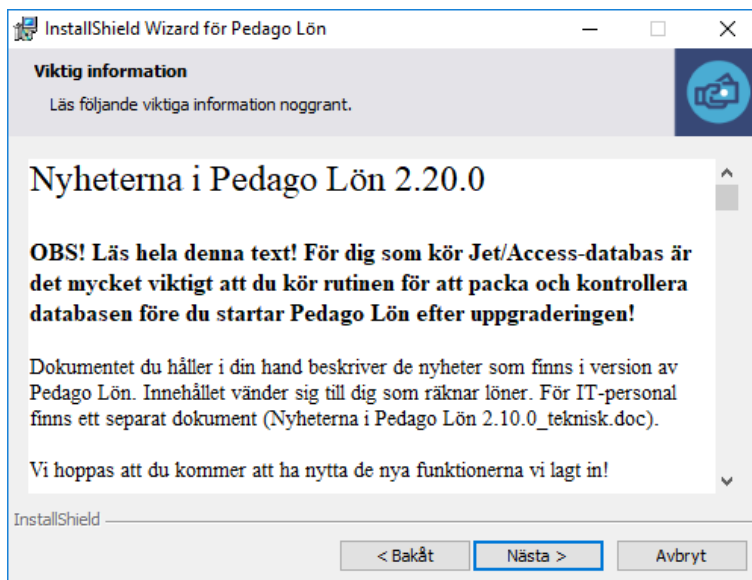 InstallShield Wizard för Pedago Lön
Viktig information
Läs följande viktiga information noggrant.
Nyheterna i Pedago Lön 2.20.0
OBS! Läs hela denna text! För dig som kör Jet/Access-databas är
det mycket viktigt att du kör rutinen för att packa och kontrollera
databasen före du startar Pedago Lön efter uppgraderingen!
Dokumentet du håller i din hand beskriver de nyheter som finns i version av
Pedago Lön. Innehållet vänder sig till dig som räknar löner. För IT-personal
finns ett separat dokument (Nyheterna i Pedago Lön 2.10.0_teknisk.doc).
Vi hoppas att du kommer att ha nytta de nya funktionerna vi lagt in!
InstallShield
< Bakåt
Nästa >
Avbryt